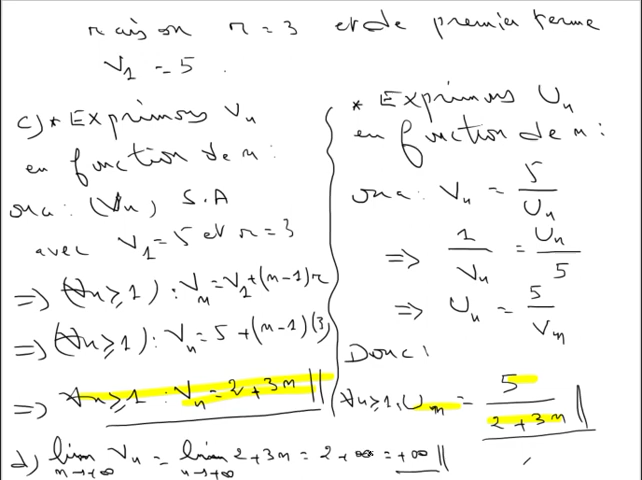 raison r = 3 et de premier terme
V₁ = 5.
c) * Exprimons Vₙ
en fonction de n :
ona : (Vₙ) S.A
avec V₁ = 5 et r = 3
=> (∀n ≥ 1) : Vₙ = V₁ + (n-1)r
=> (∀n ≥ 1) : Vₙ = 5 + (n-1)(3)
=> ∀n ≥ 1 : Vₙ = 2 + 3n ||
* Exprimons Uₙ
en fonction de n :
ona : Vₙ = 5/Uₙ
=> 1/Vₙ = Uₙ/5
=> Uₙ = 5/Vₙ
Donc :
∀n ≥ 1, Uₙ = 5/(2 + 3n) ||
d) lim n→+∞ Vₙ = lim n→+∞ 2 + 3n = 2 + ∞ = +∞ ||